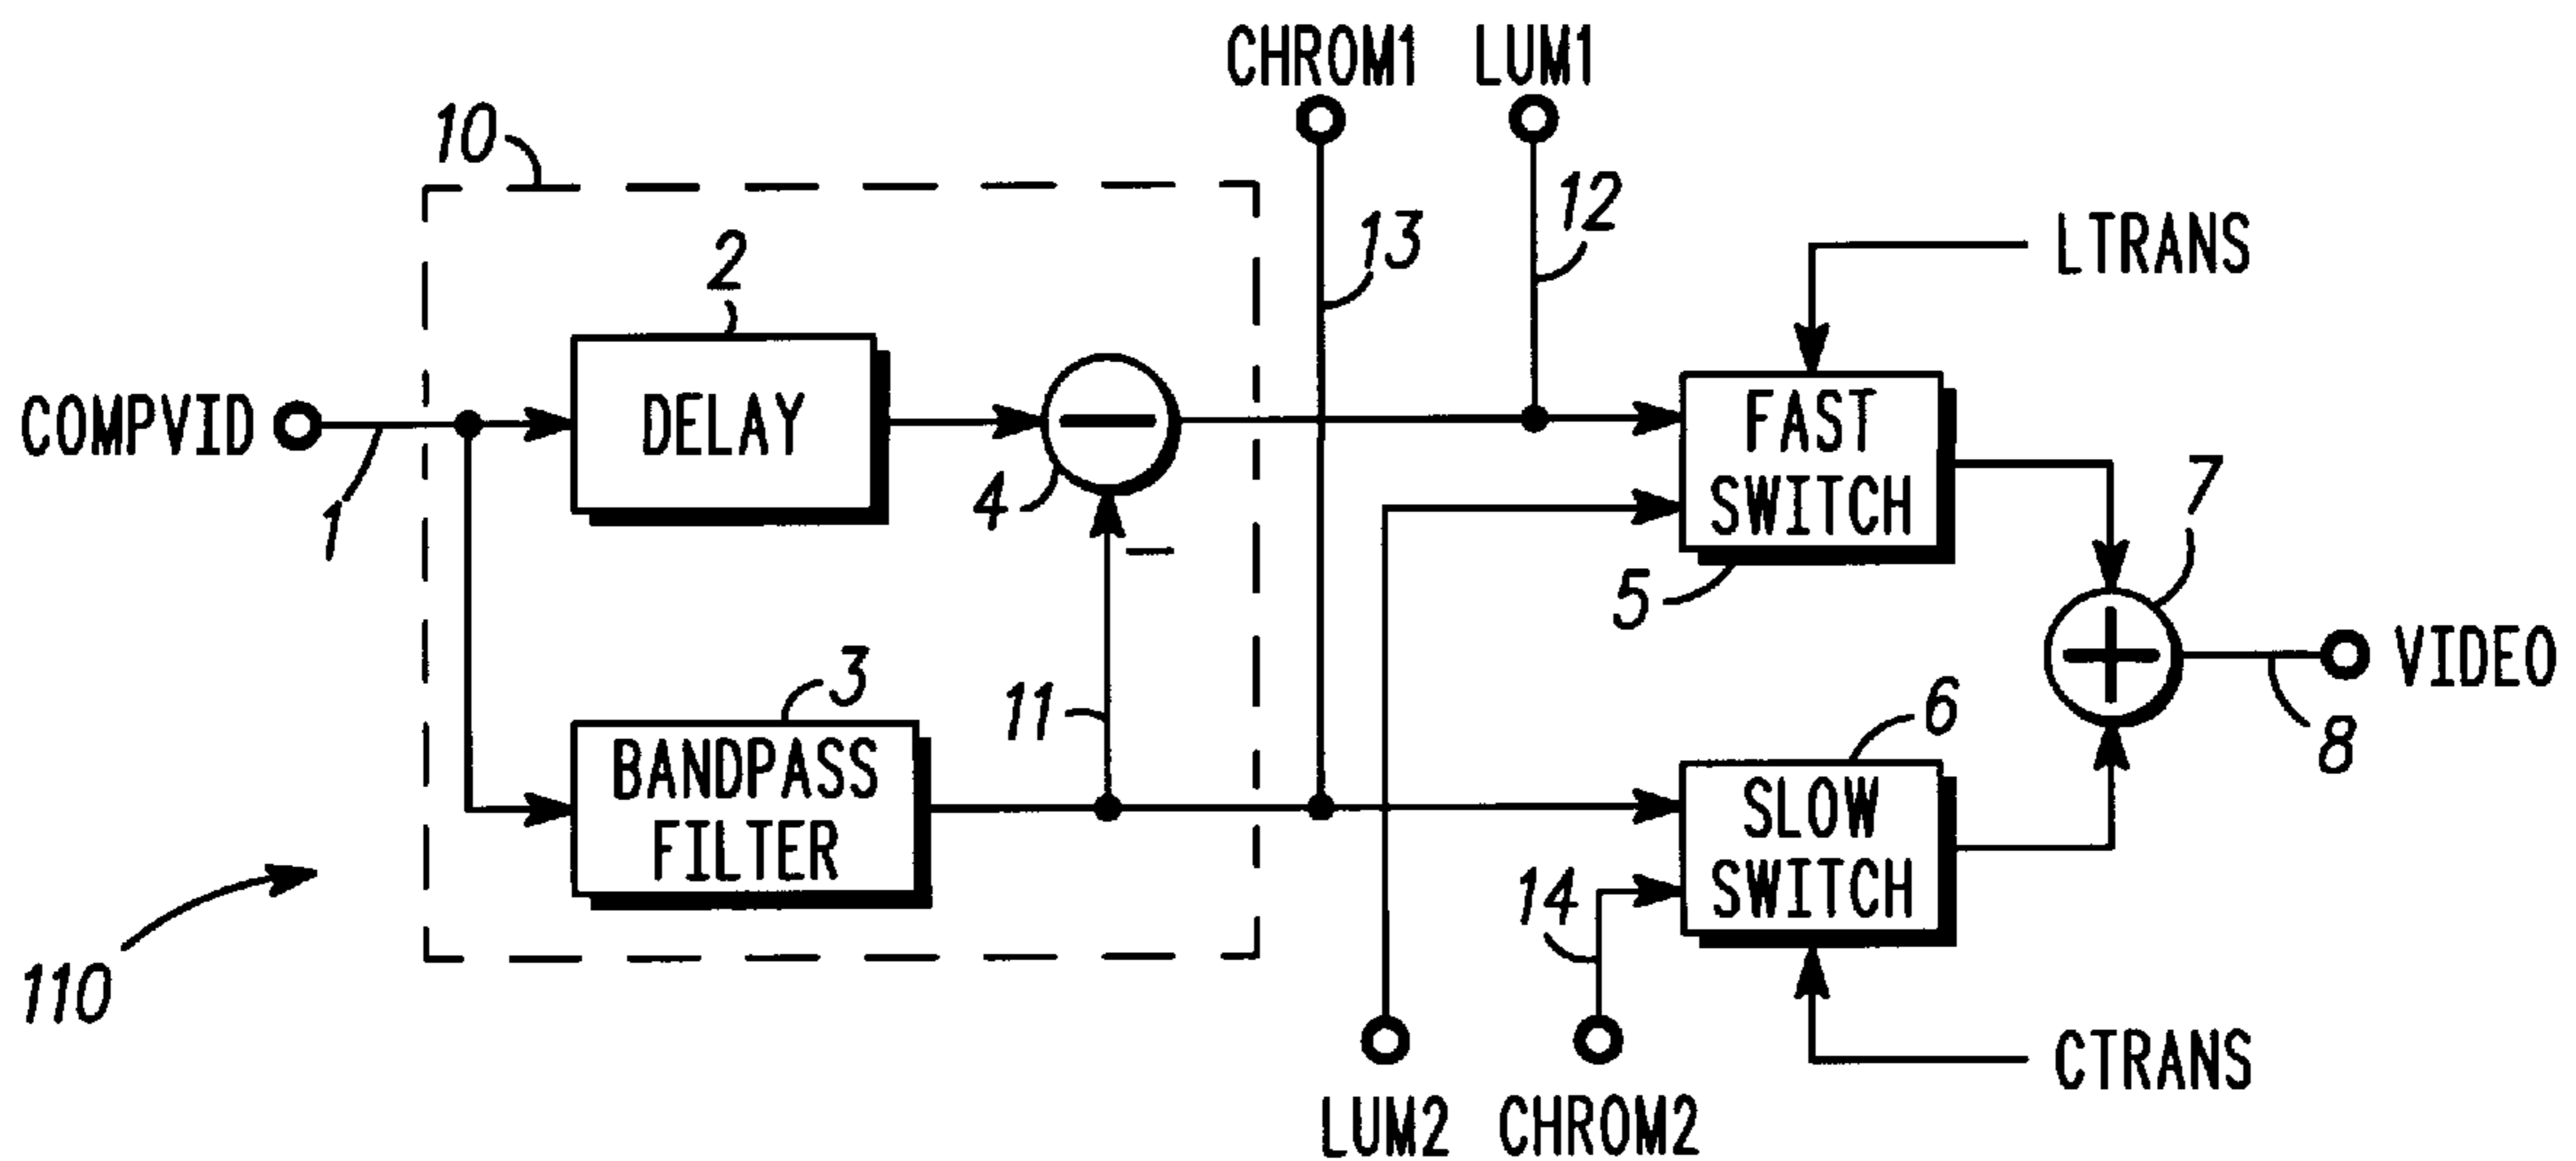 CHROM1
LUM1
10
12
13
LTRANS
2
COMPVID
DELAY
FAST
SWITCH
1
4
5
7
3
11
6
VIDEO
8
BANDPASS
FILTER
SLOW
SWITCH
14
110
CTRANS
LUM2
CHROM2